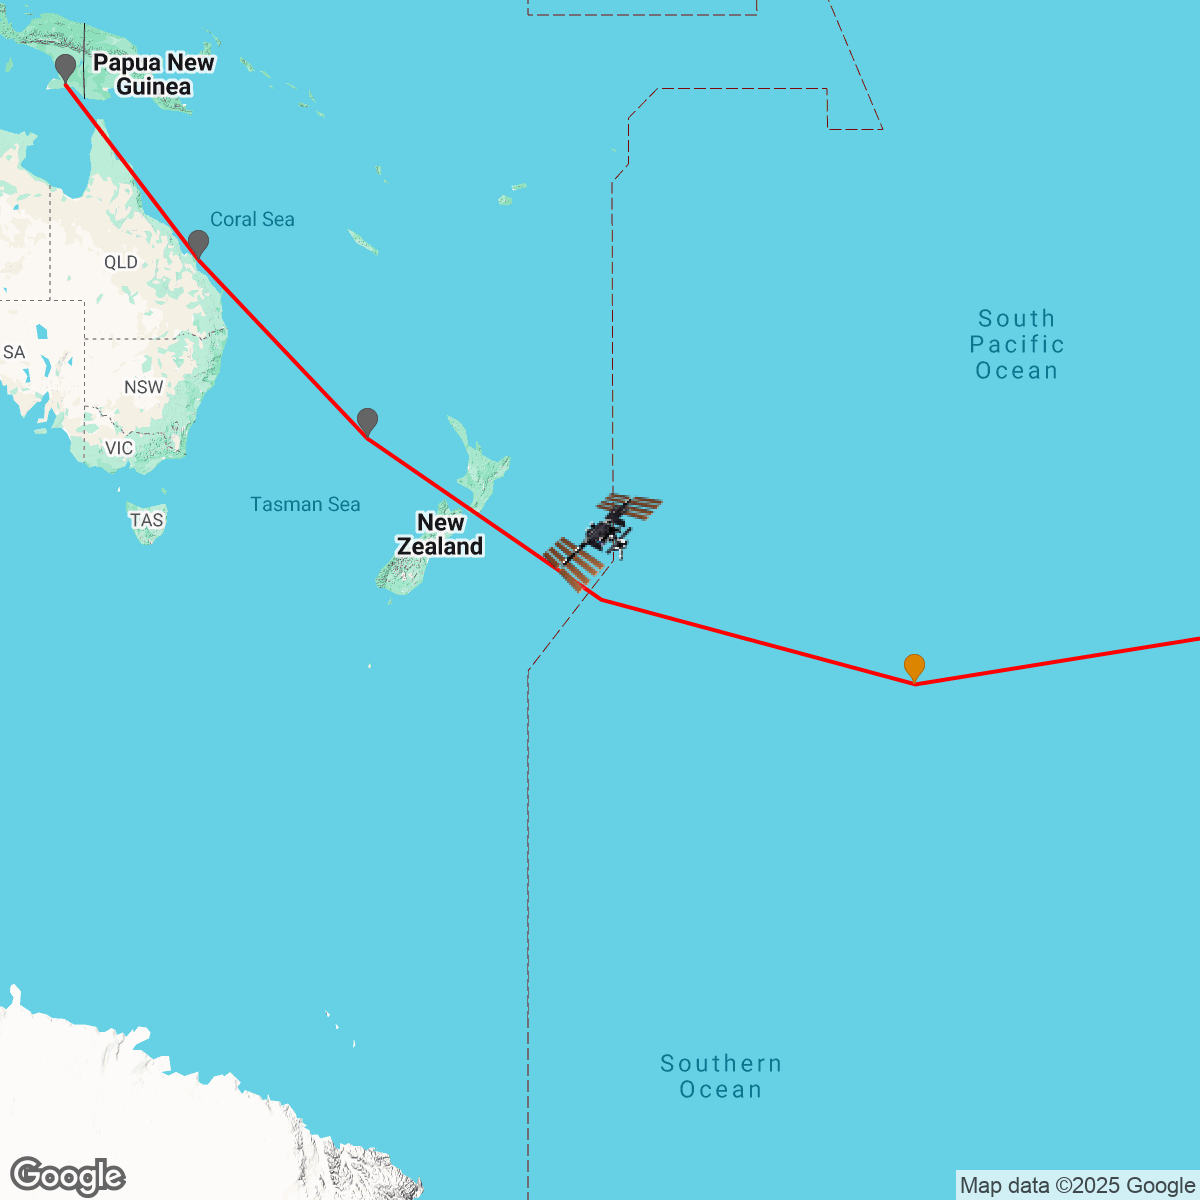 Papua New
Guinea
Coral Sea
QLD
South
Pacific
Ocean
SA
NSW
VIC
Tasman Sea
TAS
New
Zealand
Southern
Ocean
Google
Map data ©2025 Google